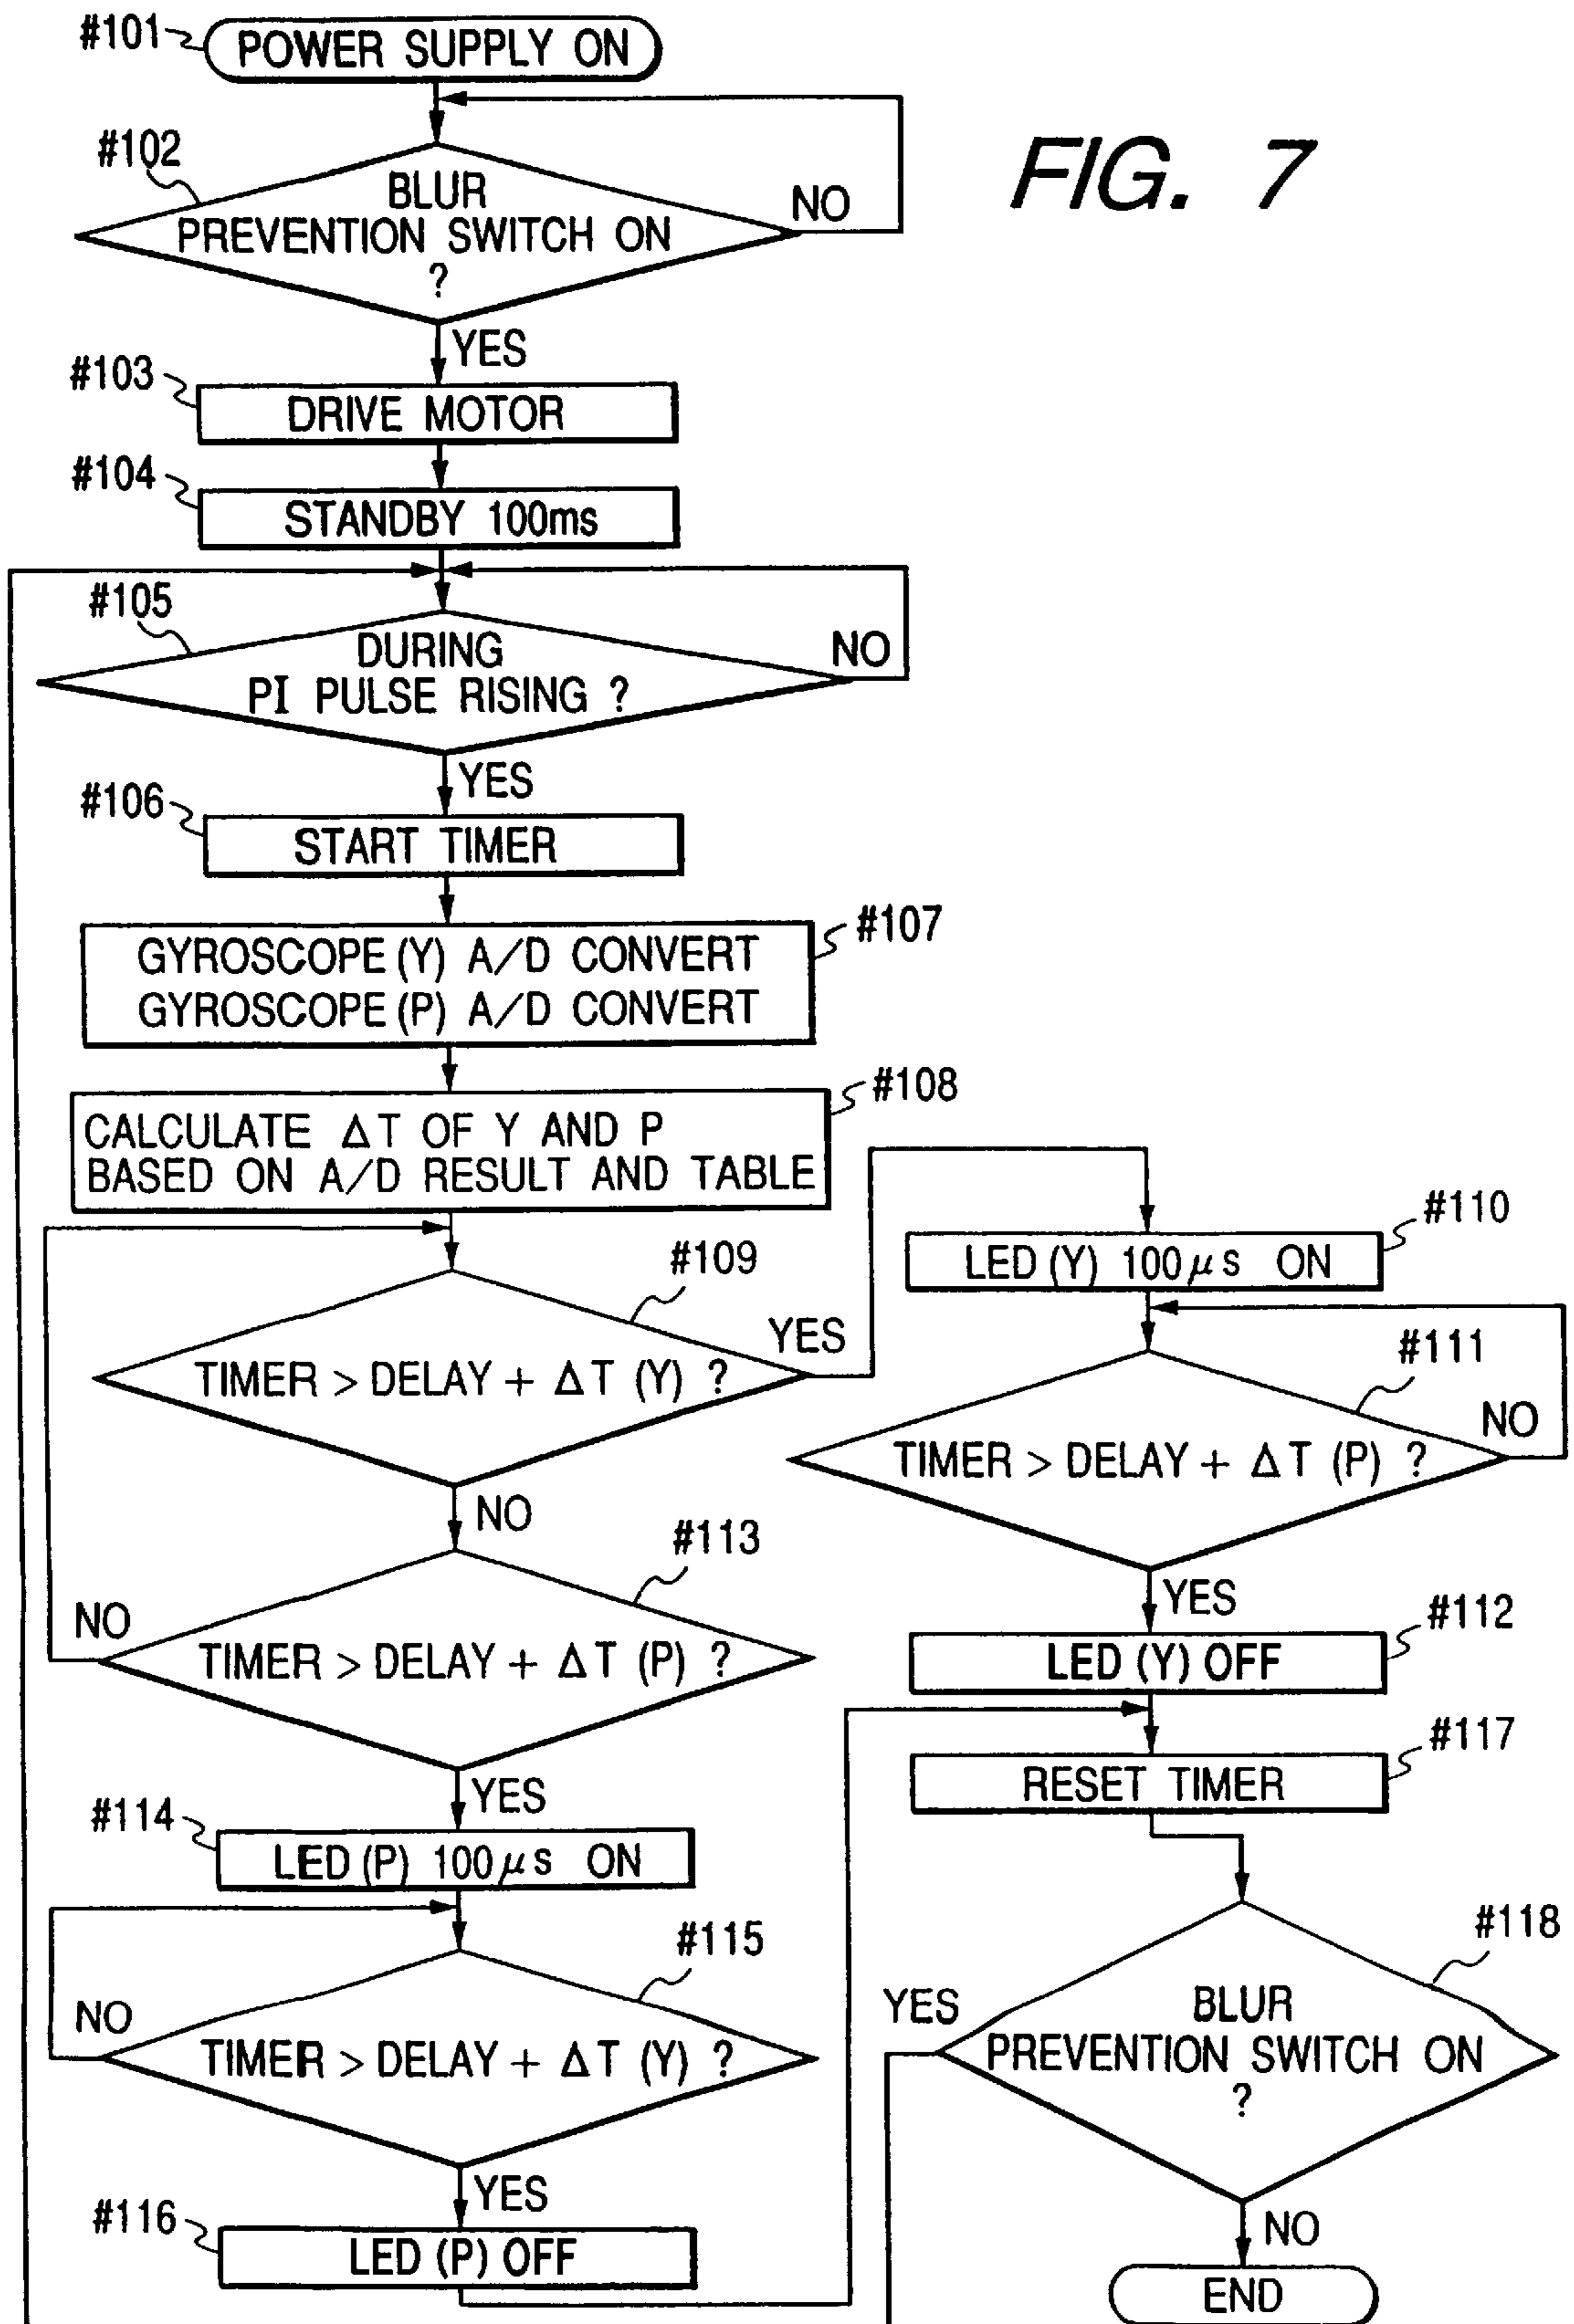 FIG. 7
#101
POWER SUPPLY ON
#102
BLUR
PREVENTION SWITCH ON
?
NO
YES
#103
DRIVE MOTOR
#104
STANDBY 100ms
#105
DURING
PI PULSE RISING ?
NO
YES
#106
START TIMER
#107
GYROSCOPE (Y) A/D CONVERT
GYROSCOPE (P) A/D CONVERT
#108
CALCULATE ΔT OF Y AND P
BASED ON A/D RESULT AND TABLE
#109
TIMER > DELAY + ΔT (Y) ?
YES
NO
#113
TIMER > DELAY + ΔT (P) ?
NO
YES
#114
LED (P) 100μs ON
#115
TIMER > DELAY + ΔT (Y) ?
NO
YES
#116
LED (P) OFF
#110
LED (Y) 100μs ON
#111
TIMER > DELAY + ΔT (P) ?
NO
YES
#112
LED (Y) OFF
#117
RESET TIMER
#118
BLUR
PREVENTION SWITCH ON
?
YES
NO
END